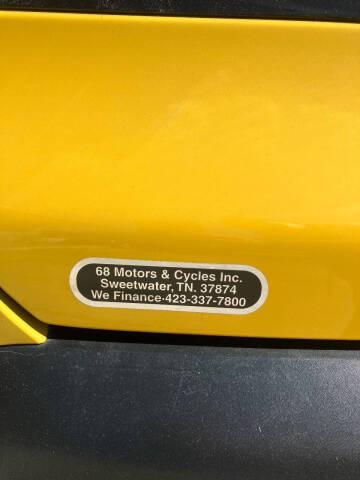 68 Motors & Cycles Inc.
Sweetwater, TN. 37874
We Finance·423-337-7800